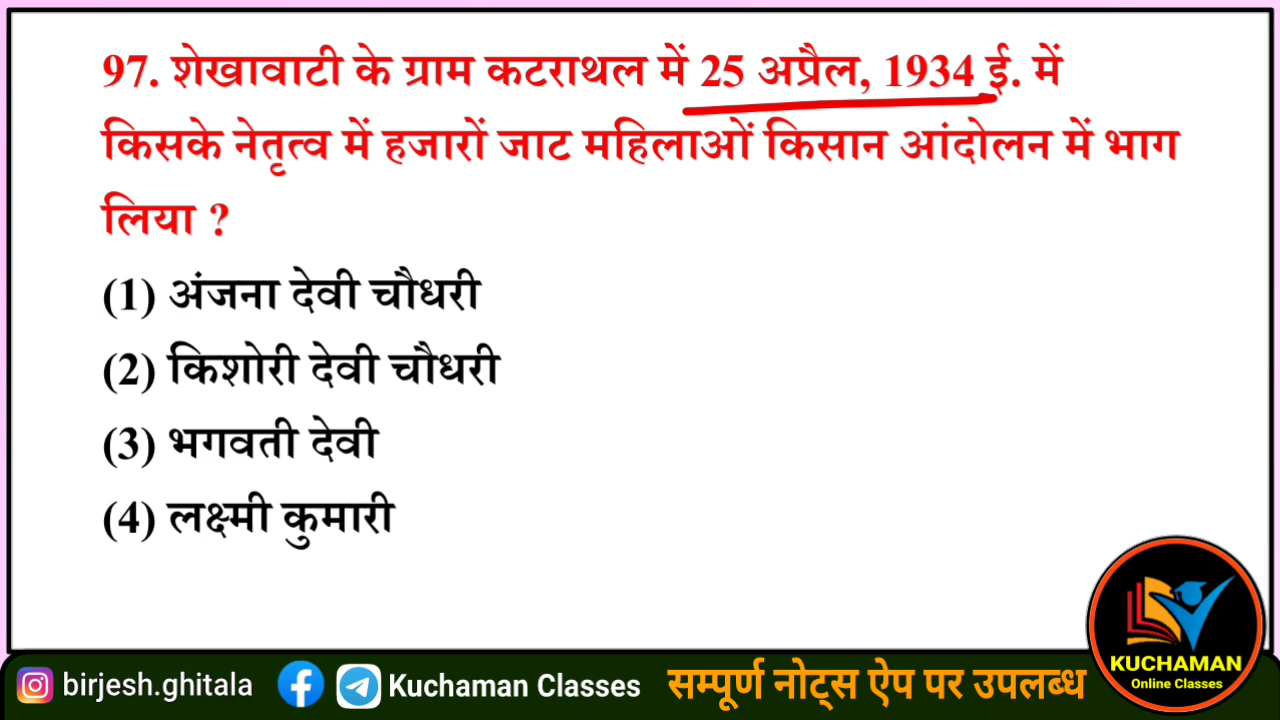 97. शेखावाटी के ग्राम कटराथल में 25 अप्रैल, 1934 ई. में
किसके नेतृत्व में हजारों जाट महिलाओं किसान आंदोलन में भाग
लिया ?
(1) अंजना देवी चौधरी
(2) किशोरी देवी चौधरी
(3) भगवती देवी
(4) लक्ष्मी कुमारी
KUCHAMAN
Online Classes
birjesh.ghitala
Kuchaman Classes
सम्पूर्ण नोट्स ऐप पर उपलब्ध